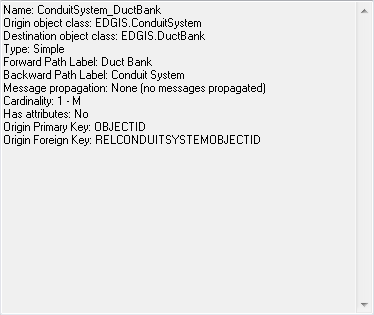 Name: ConduitSystem_DuctBank
Origin object class: EDGIS.ConduitSystem
Destination object class: EDGIS.DuctBank
Type: Simple
Forward Path Label: Duct Bank
Backward Path Label: Conduit System
Message propagation: None (no messages propagated)
Cardinality: 1 - M
Has attributes: No
Origin Primary Key: OBJECTID
Origin Foreign Key: RELCONDUITSYSTEMOBJECTID